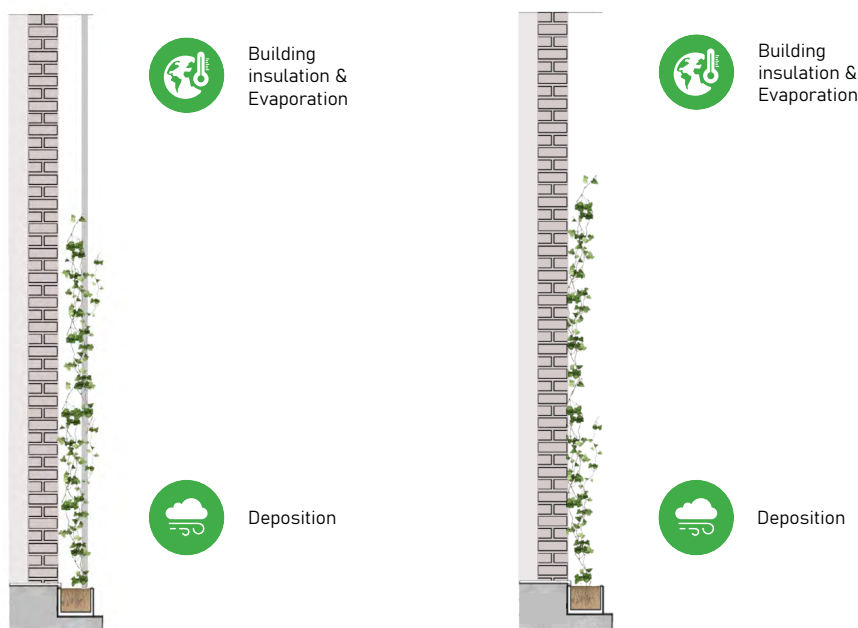 Building
insulation &
Evaporation
Deposition
Building
insulation &
Evaporation
Deposition